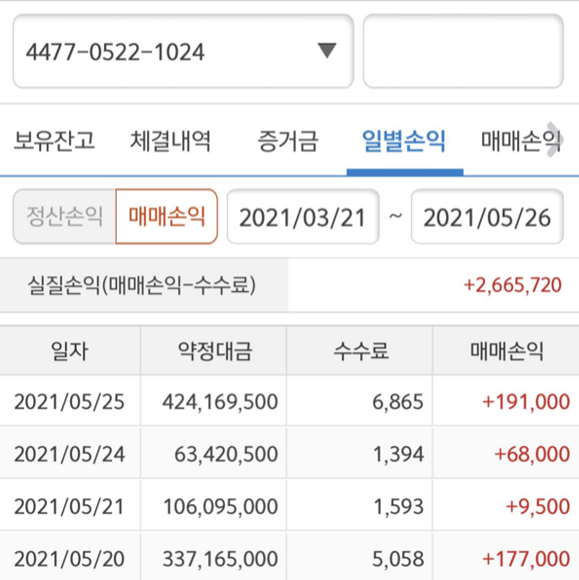 4477-0522-1024 ▼
보유잔고 체결내역 증거금 일별손익 매매손익
정산손익 매매손익 2021/03/21 ~ 2021/05/26
실질손익(매매손익-수수료) +2,665,720
일자 약정대금 수수료 매매손익
2021/05/25 424,169,500 6,865 +191,000
2021/05/24 63,420,500 1,394 +68,000
2021/05/21 106,095,000 1,593 +9,500
2021/05/20 337,165,000 5,058 +177,000